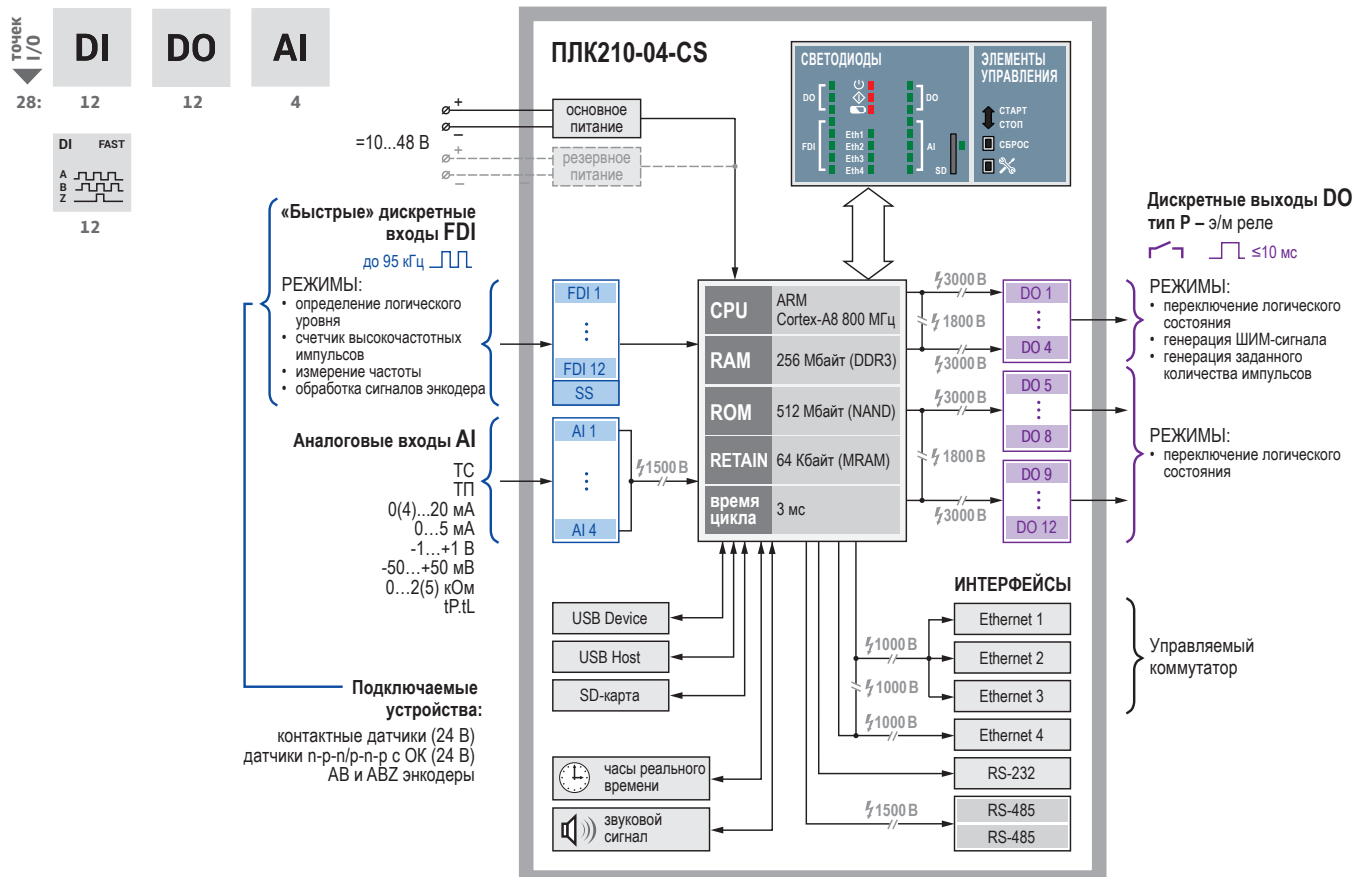 точек I/O
DI
DO
AI
28:
12
12
4
DI FAST
A
B
Z
12
ПЛК210-04-CS
=10...48 В
+
–
основное
питание
+
–
резервное
питание
СВЕТОДИОДЫ
DO
DO
FDI
Eth1
Eth2
Eth3
Eth4
AI
SD
ЭЛЕМЕНТЫ
УПРАВЛЕНИЯ
СТАРТ
СТОП
СБРОС
«Быстрые» дискретные
входы FDI
до 95 кГц
РЕЖИМЫ:
• определение логического
уровня
• счетчик высокочастотных
импульсов
• измерение частоты
• обработка сигналов энкодера
FDI 1
FDI 12
SS
Аналоговые входы AI
ТС
ТП
0(4)...20 мА
0...5 мА
-1...+1 В
-50...+50 мВ
0...2(5) кОм
tP.tL
AI 1
AI 4
1500 В
Подключаемые
устройства:
контактные датчики (24 В)
датчики n-p-n/p-n-p с ОК (24 В)
AB и ABZ энкодеры
CPU
ARM
Cortex-A8 800 МГц
RAM
256 Мбайт (DDR3)
ROM
512 Мбайт (NAND)
RETAIN
64 Кбайт (MRAM)
время
цикла
3 мс
3000 В
1800 В
3000 В
3000 В
1800 В
3000 В
DO 1
DO 4
DO 5
DO 8
DO 9
DO 12
Дискретные выходы DO
тип Р – э/м реле
≤10 мс
РЕЖИМЫ:
• переключение логического
состояния
• генерация ШИМ-сигнала
• генерация заданного
количества импульсов
РЕЖИМЫ:
• переключение логического
состояния
USB Device
USB Host
SD-карта
часы реального
времени
звуковой
сигнал
ИНТЕРФЕЙСЫ
1000 В
1000 В
1000 В
1500 В
Ethernet 1
Ethernet 2
Ethernet 3
Ethernet 4
RS-232
RS-485
RS-485
Управляемый
коммутатор